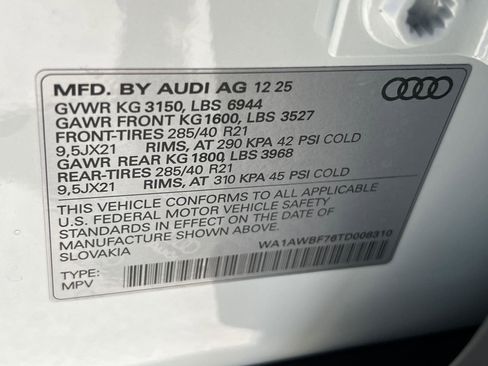 MFD. BY AUDI AG 12 25
GVWR KG 3150, LBS 6944
GAWR FRONT KG 1600, LBS 3527
FRONT-TIRES 285/40 R21
9,5JX21 RIMS, AT 290 KPA 42 PSI COLD
GAWR REAR KG 1800, LBS 3968
REAR-TIRES 285/40 R21
9,5JX21 RIMS, AT 310 KPA 45 PSI COLD
THIS VEHICLE CONFORMS TO ALL APPLICABLE
U.S. FEDERAL MOTOR VEHICLE SAFETY
STANDARDS IN EFFECT ON THE DATE OF
MANUFACTURE SHOWN ABOVE.
SLOVAKIA WA1AWBF76TD008310
TYPE:
MPV